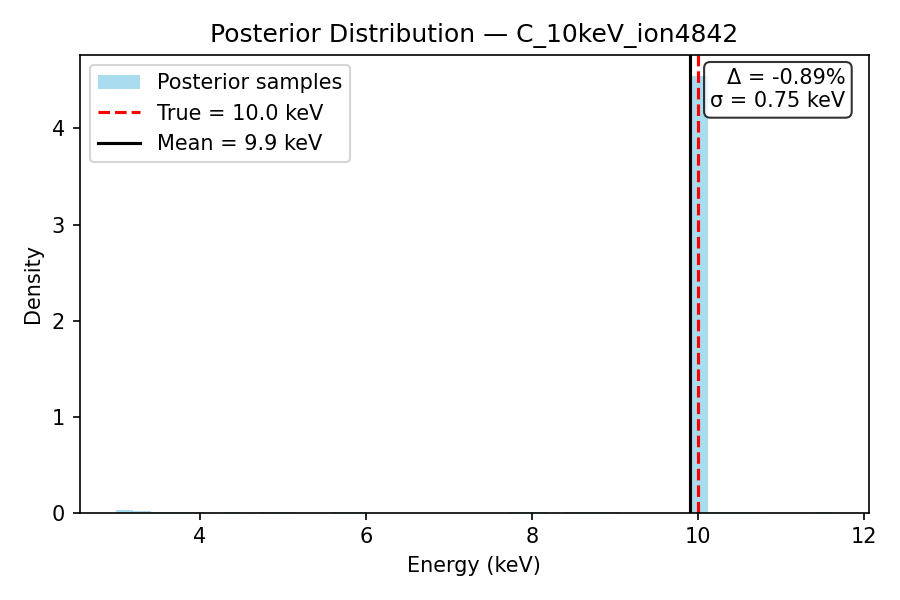 Posterior Distribution — C_10keV_ion4842
Posterior samples
True = 10.0 keV
Mean = 9.9 keV
Δ = -0.89%
σ = 0.75 keV
Density
4
3
2
1
0
4 6 8 10 12
Energy (keV)